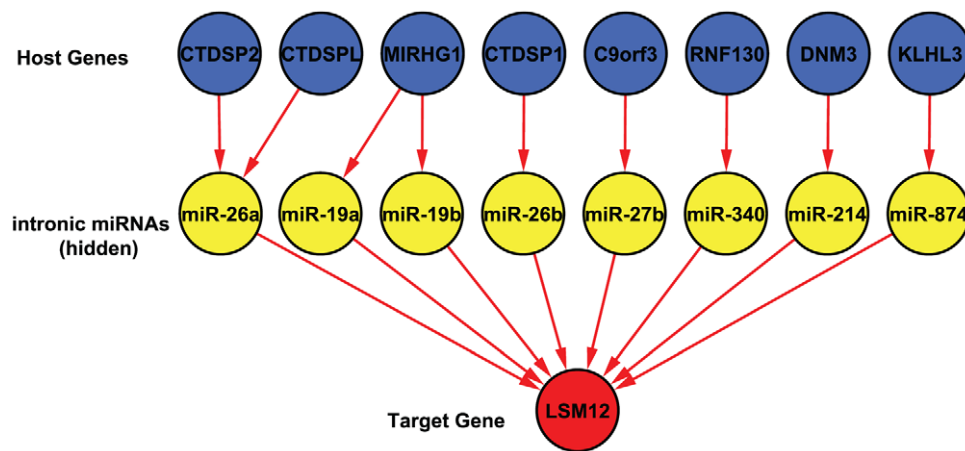 Host Genes
CTDSP2 CTDSPL MIRHG1 CTDSP1 C9orf3 RNF130 DNM3 KLHL3
intronic miRNAs
(hidden)
miR-26a miR-19a miR-19b miR-26b miR-27b miR-340 miR-214 miR-874
Target Gene
LSM12